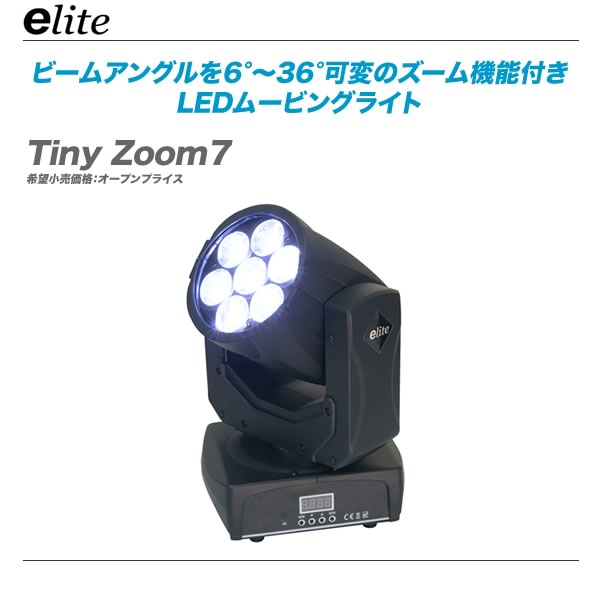 elite
ビームアングルを6°～36°可変のズーム機能付き
LEDムービングライト
Tiny Zoom7
希望小売価格：オープンプライス
elite